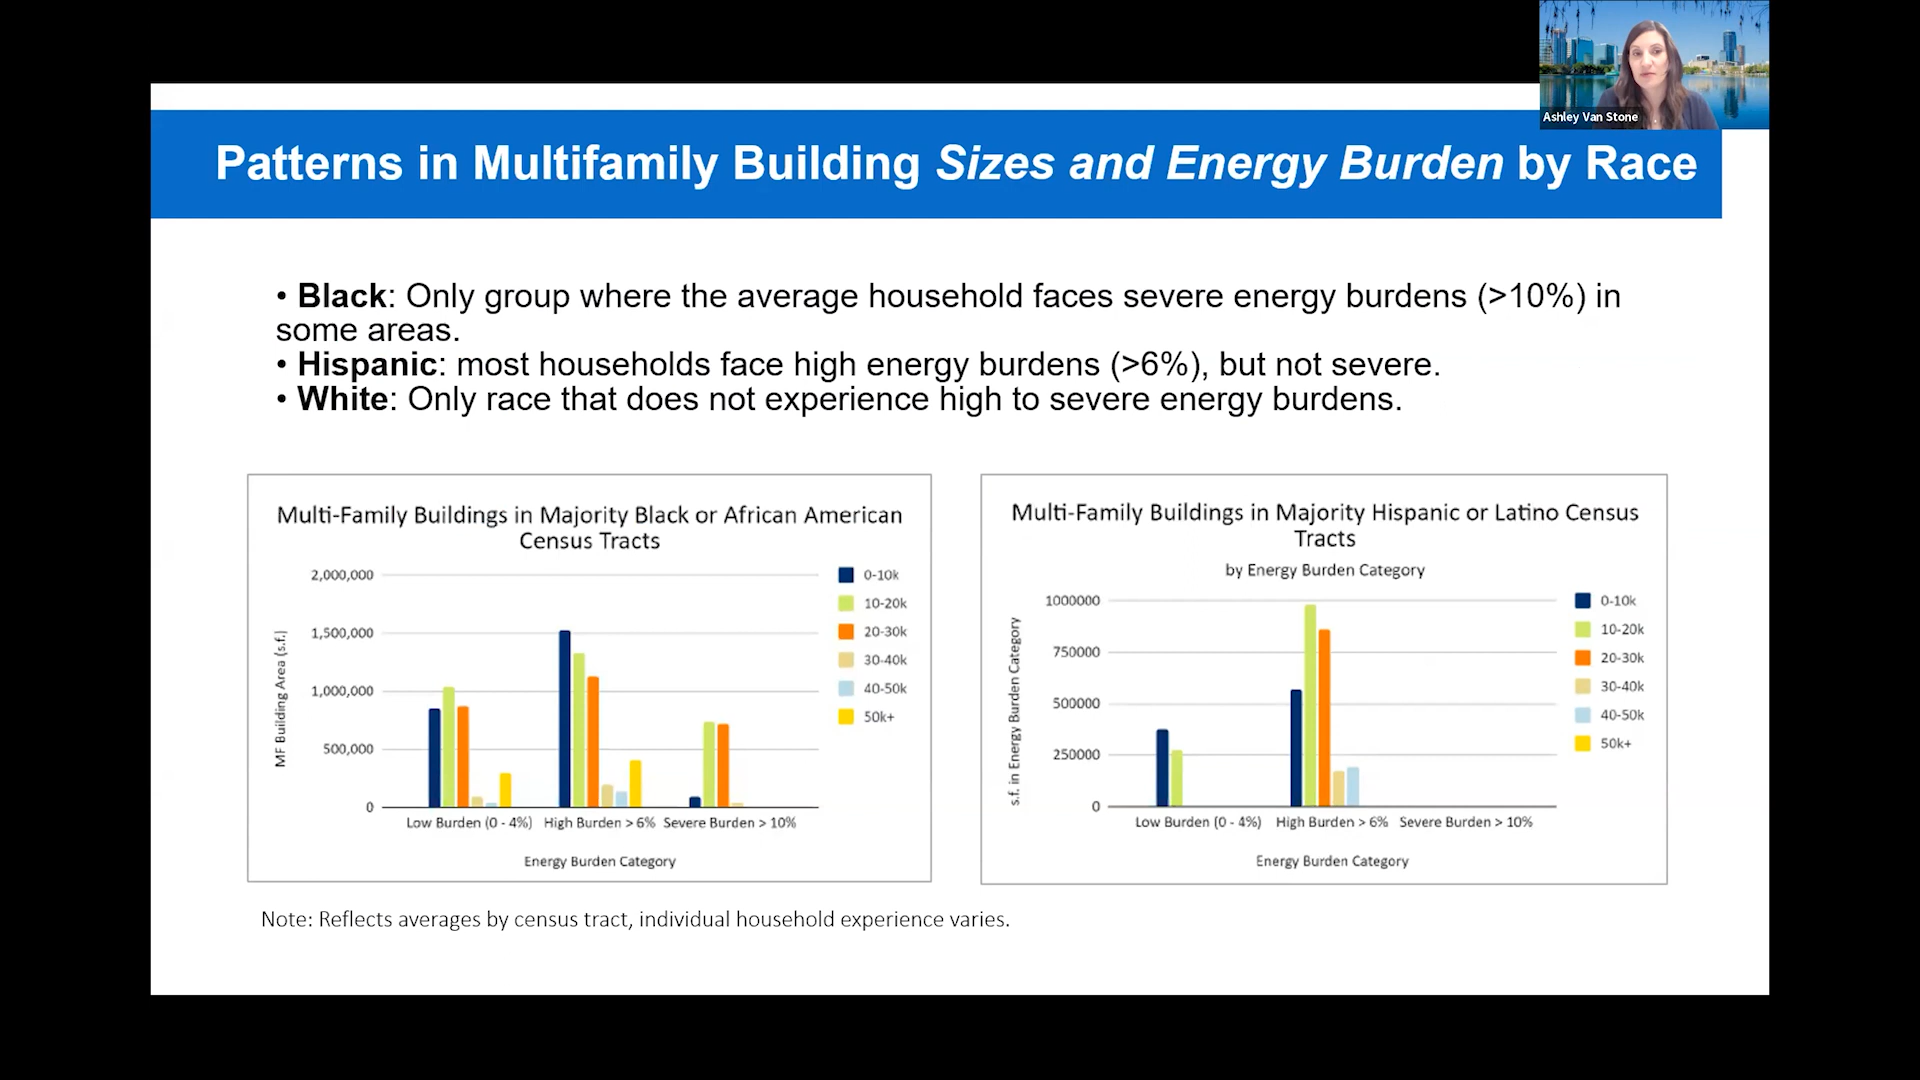 Ashley Van Stone
Patterns in Multifamily Building Sizes and Energy Burden by Race
• Black: Only group where the average household faces severe energy burdens (>10%) in
some areas.
• Hispanic: most households face high energy burdens (>6%), but not severe.
• White: Only race that does not experience high to severe energy burdens.
Multi-Family Buildings in Majority Black or African American
Census Tracts
MF Building Area (s.f.)
2,000,000
1,500,000
1,000,000
500,000
0
0-10k
10-20k
20-30k
30-40k
40-50k
50k+
Low Burden (0 - 4%) High Burden > 6% Severe Burden > 10%
Energy Burden Category
Multi-Family Buildings in Majority Hispanic or Latino Census
Tracts
by Energy Burden Category
s.f. in Energy Burden Category
1000000
750000
500000
250000
0
0-10k
10-20k
20-30k
30-40k
40-50k
50k+
Low Burden (0 - 4%) High Burden > 6% Severe Burden > 10%
Energy Burden Category
Note: Reflects averages by census tract, individual household experience varies.